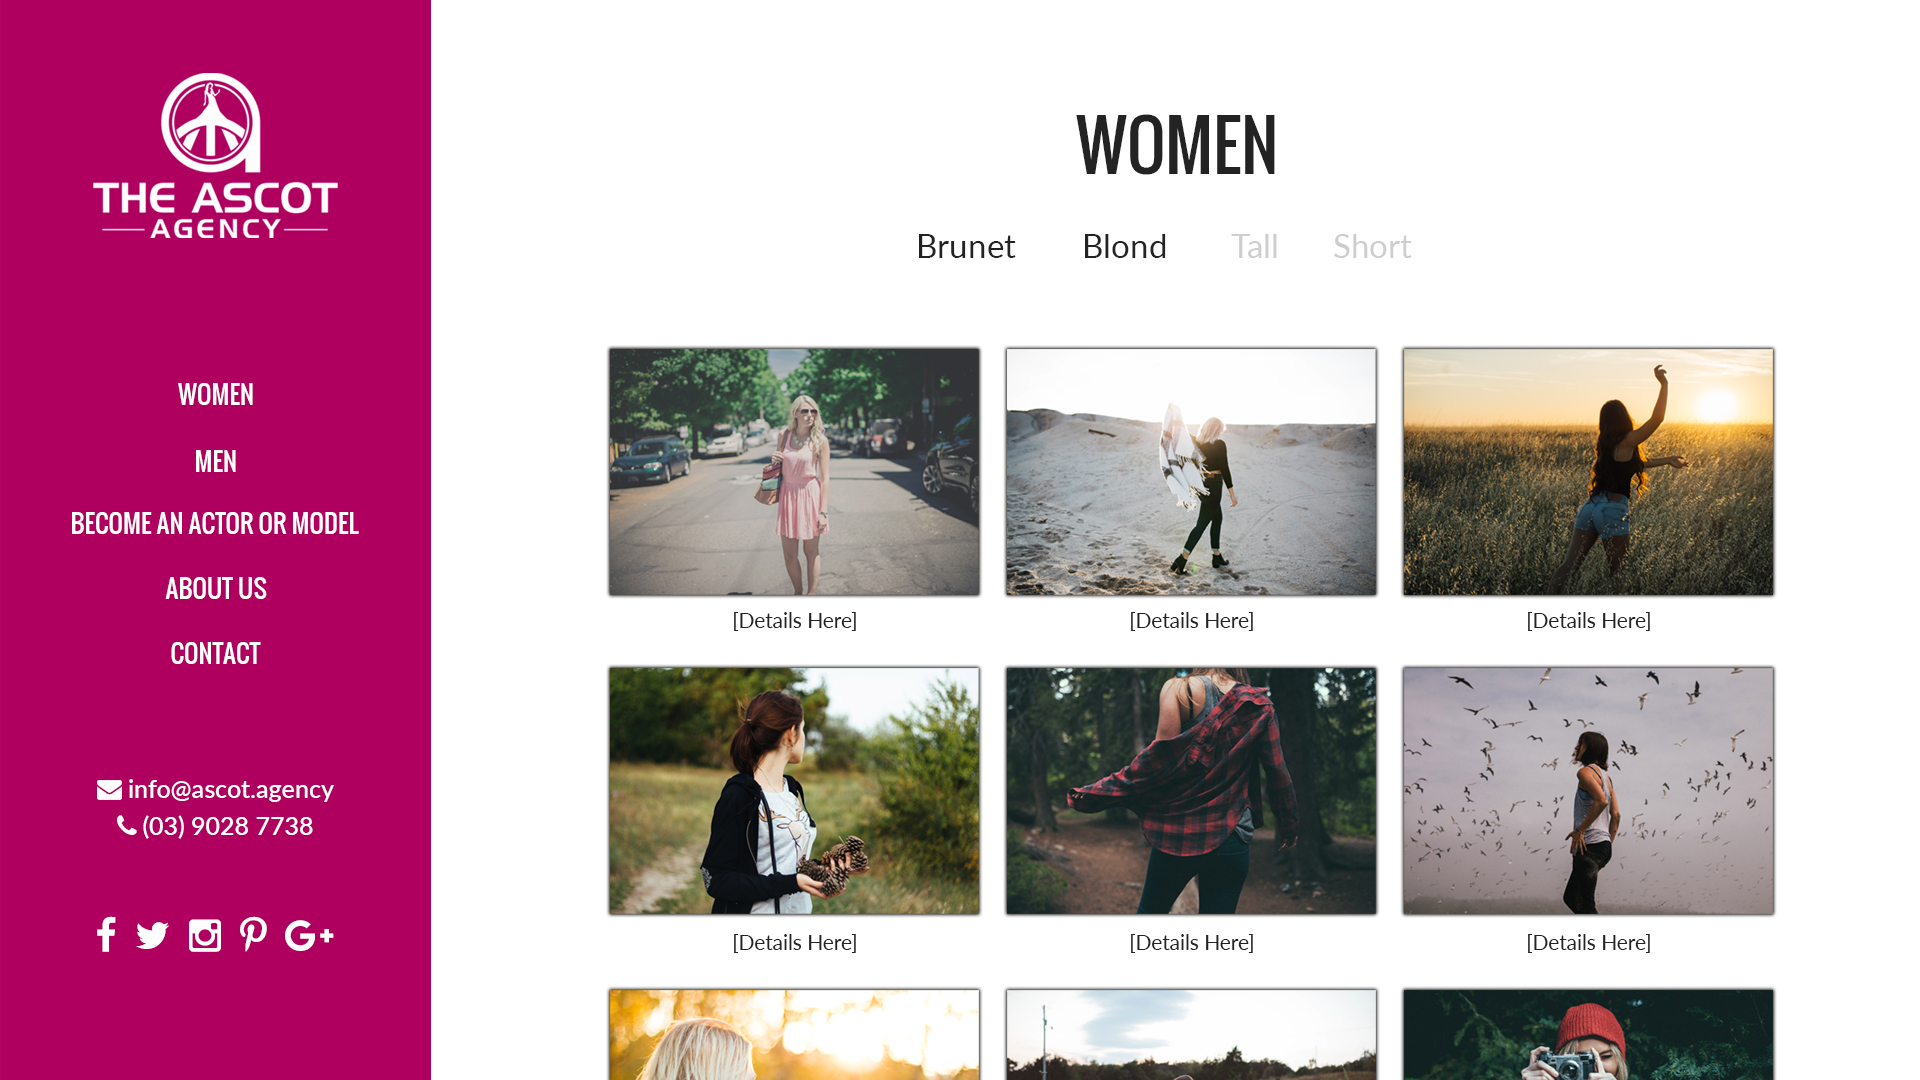 THE ASCOT
AGENCY
WOMEN
MEN
BECOME AN ACTOR OR MODEL
ABOUT US
CONTACT
info@ascot.agency
(03) 9028 7738
WOMEN
Brunet Blond Tall Short
[Details Here] [Details Here] [Details Here]
[Details Here] [Details Here] [Details Here]